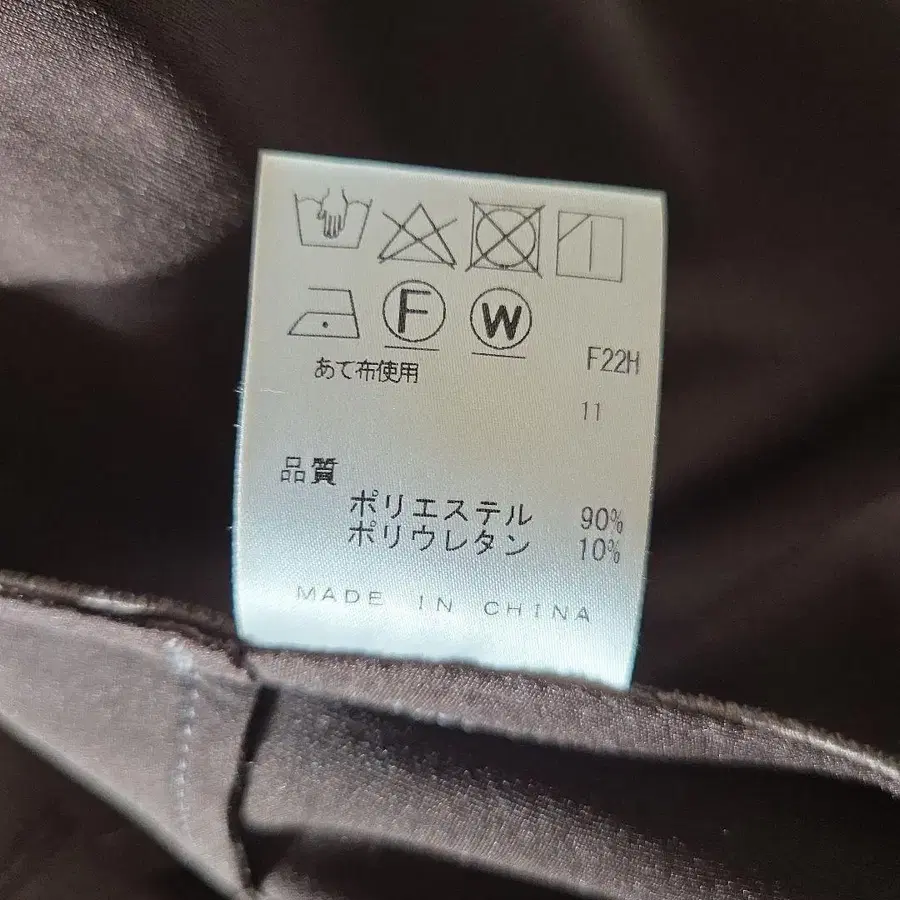 F W
あて布使用
F22H
11
品質
ポリエステル 90%
ポリウレタン 10%
MADE IN CHINA